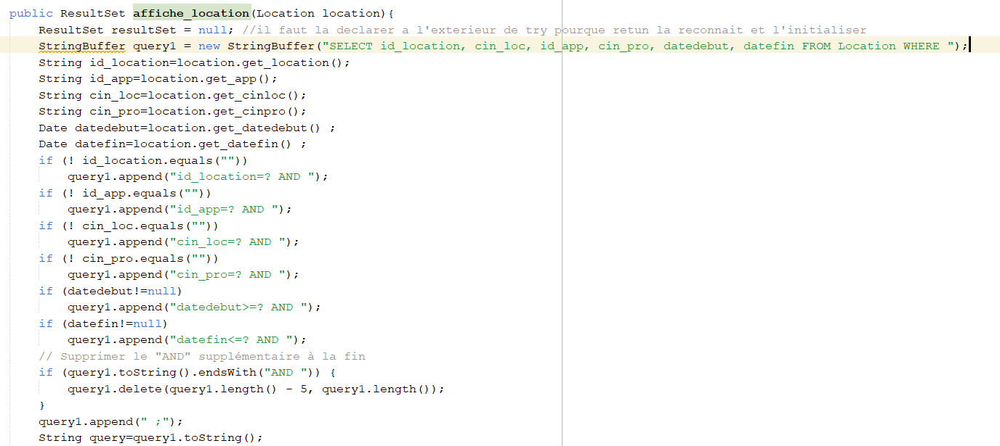 public ResultSet affiche_location(Location location){
    ResultSet resultSet = null; //il faut la declarer a l'exterieur de try pourque retun la reconnait et l'initialiser
    StringBuffer query1 = new StringBuffer("SELECT id_location, cin_loc, id_app, cin_pro, datedebut, datefin FROM Location WHERE ");
    String id_location=location.get_location();
    String id_app=location.get_app();
    String cin_loc=location.get_cinloc();
    String cin_pro=location.get_cinpro();
    Date datedebut=location.get_datedebut() ;
    Date datefin=location.get_datefin() ;
    if (! id_location.equals(""))
        query1.append("id_location=? AND ");
    if (! id_app.equals(""))
        query1.append("id_app=? AND ");
    if (! cin_loc.equals(""))
        query1.append("cin_loc=? AND ");
    if (! cin_pro.equals(""))
        query1.append("cin_pro=? AND ");
    if (datedebut!=null)
        query1.append("datedebut>=? AND ");
    if (datefin!=null)
        query1.append("datefin<=? AND ");
    // Supprimer le "AND" supplémentaire à la fin
    if (query1.toString().endsWith("AND ")) {
        query1.delete(query1.length() - 5, query1.length());
    }
    query1.append(" ;");
    String query=query1.toString();